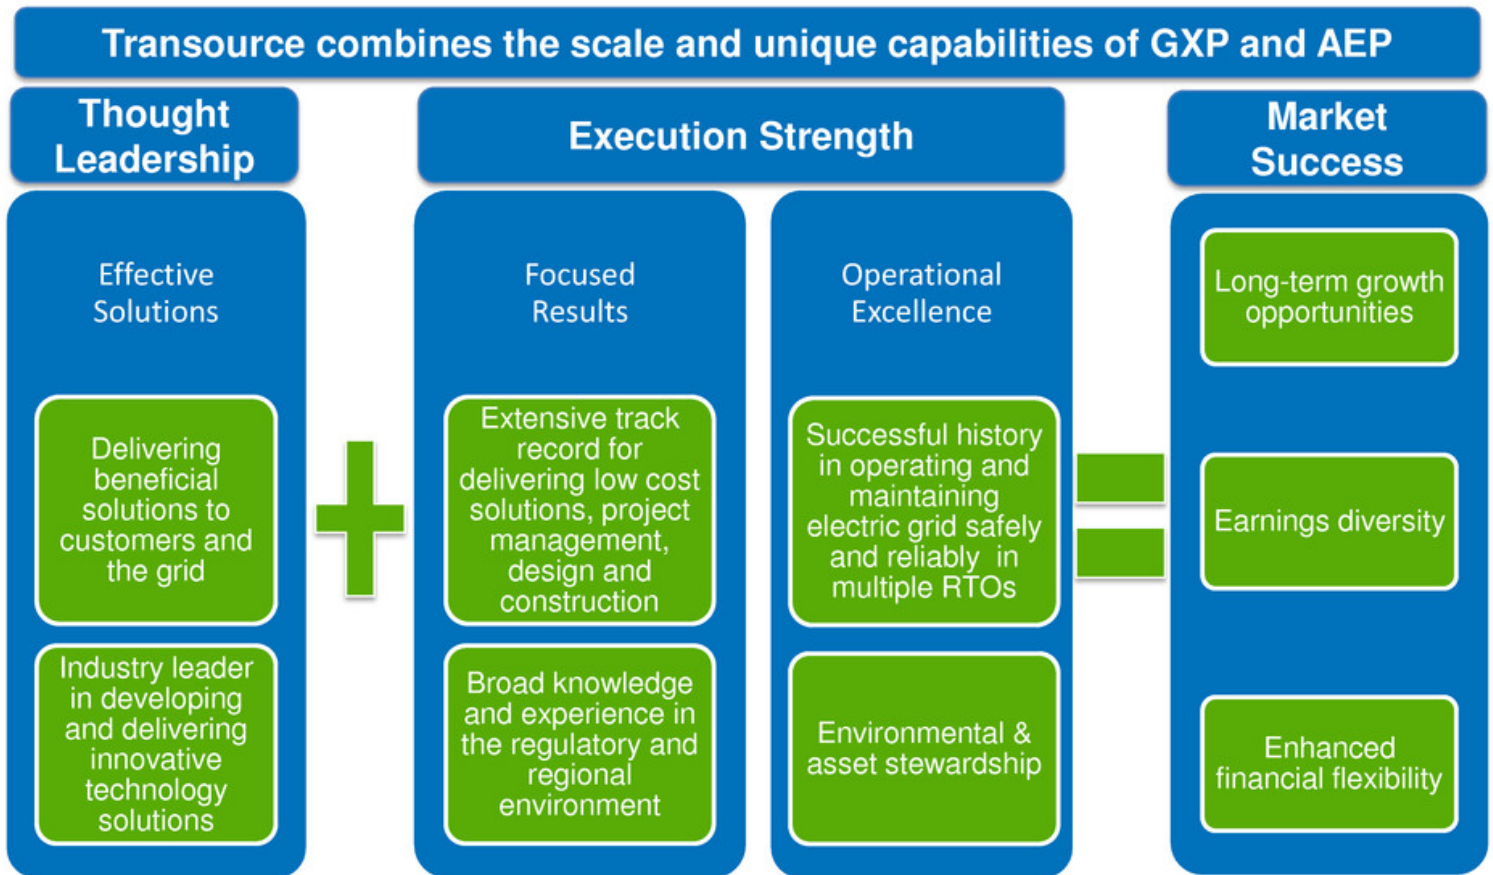 Transource combines the scale and unique capabilities of GXP and AEP
Thought
Leadership
Effective
Solutions
Delivering
beneficial
solutions to
customers and
the grid
Industry leader
in developing
and delivering
innovative
technology
solutions
Execution Strength
Focused
Results
Extensive track
record for
delivering low cost
solutions, project
management,
design and
construction
Broad knowledge
and experience in
the regulatory and
regional
environment
Operational
Excellence
Successful history
in operating and
maintaining
electric grid safely
and reliably in
multiple RTOs
Environmental &
asset stewardship
Market
Success
Long-term growth
opportunities
Earnings diversity
Enhanced
financial flexibility